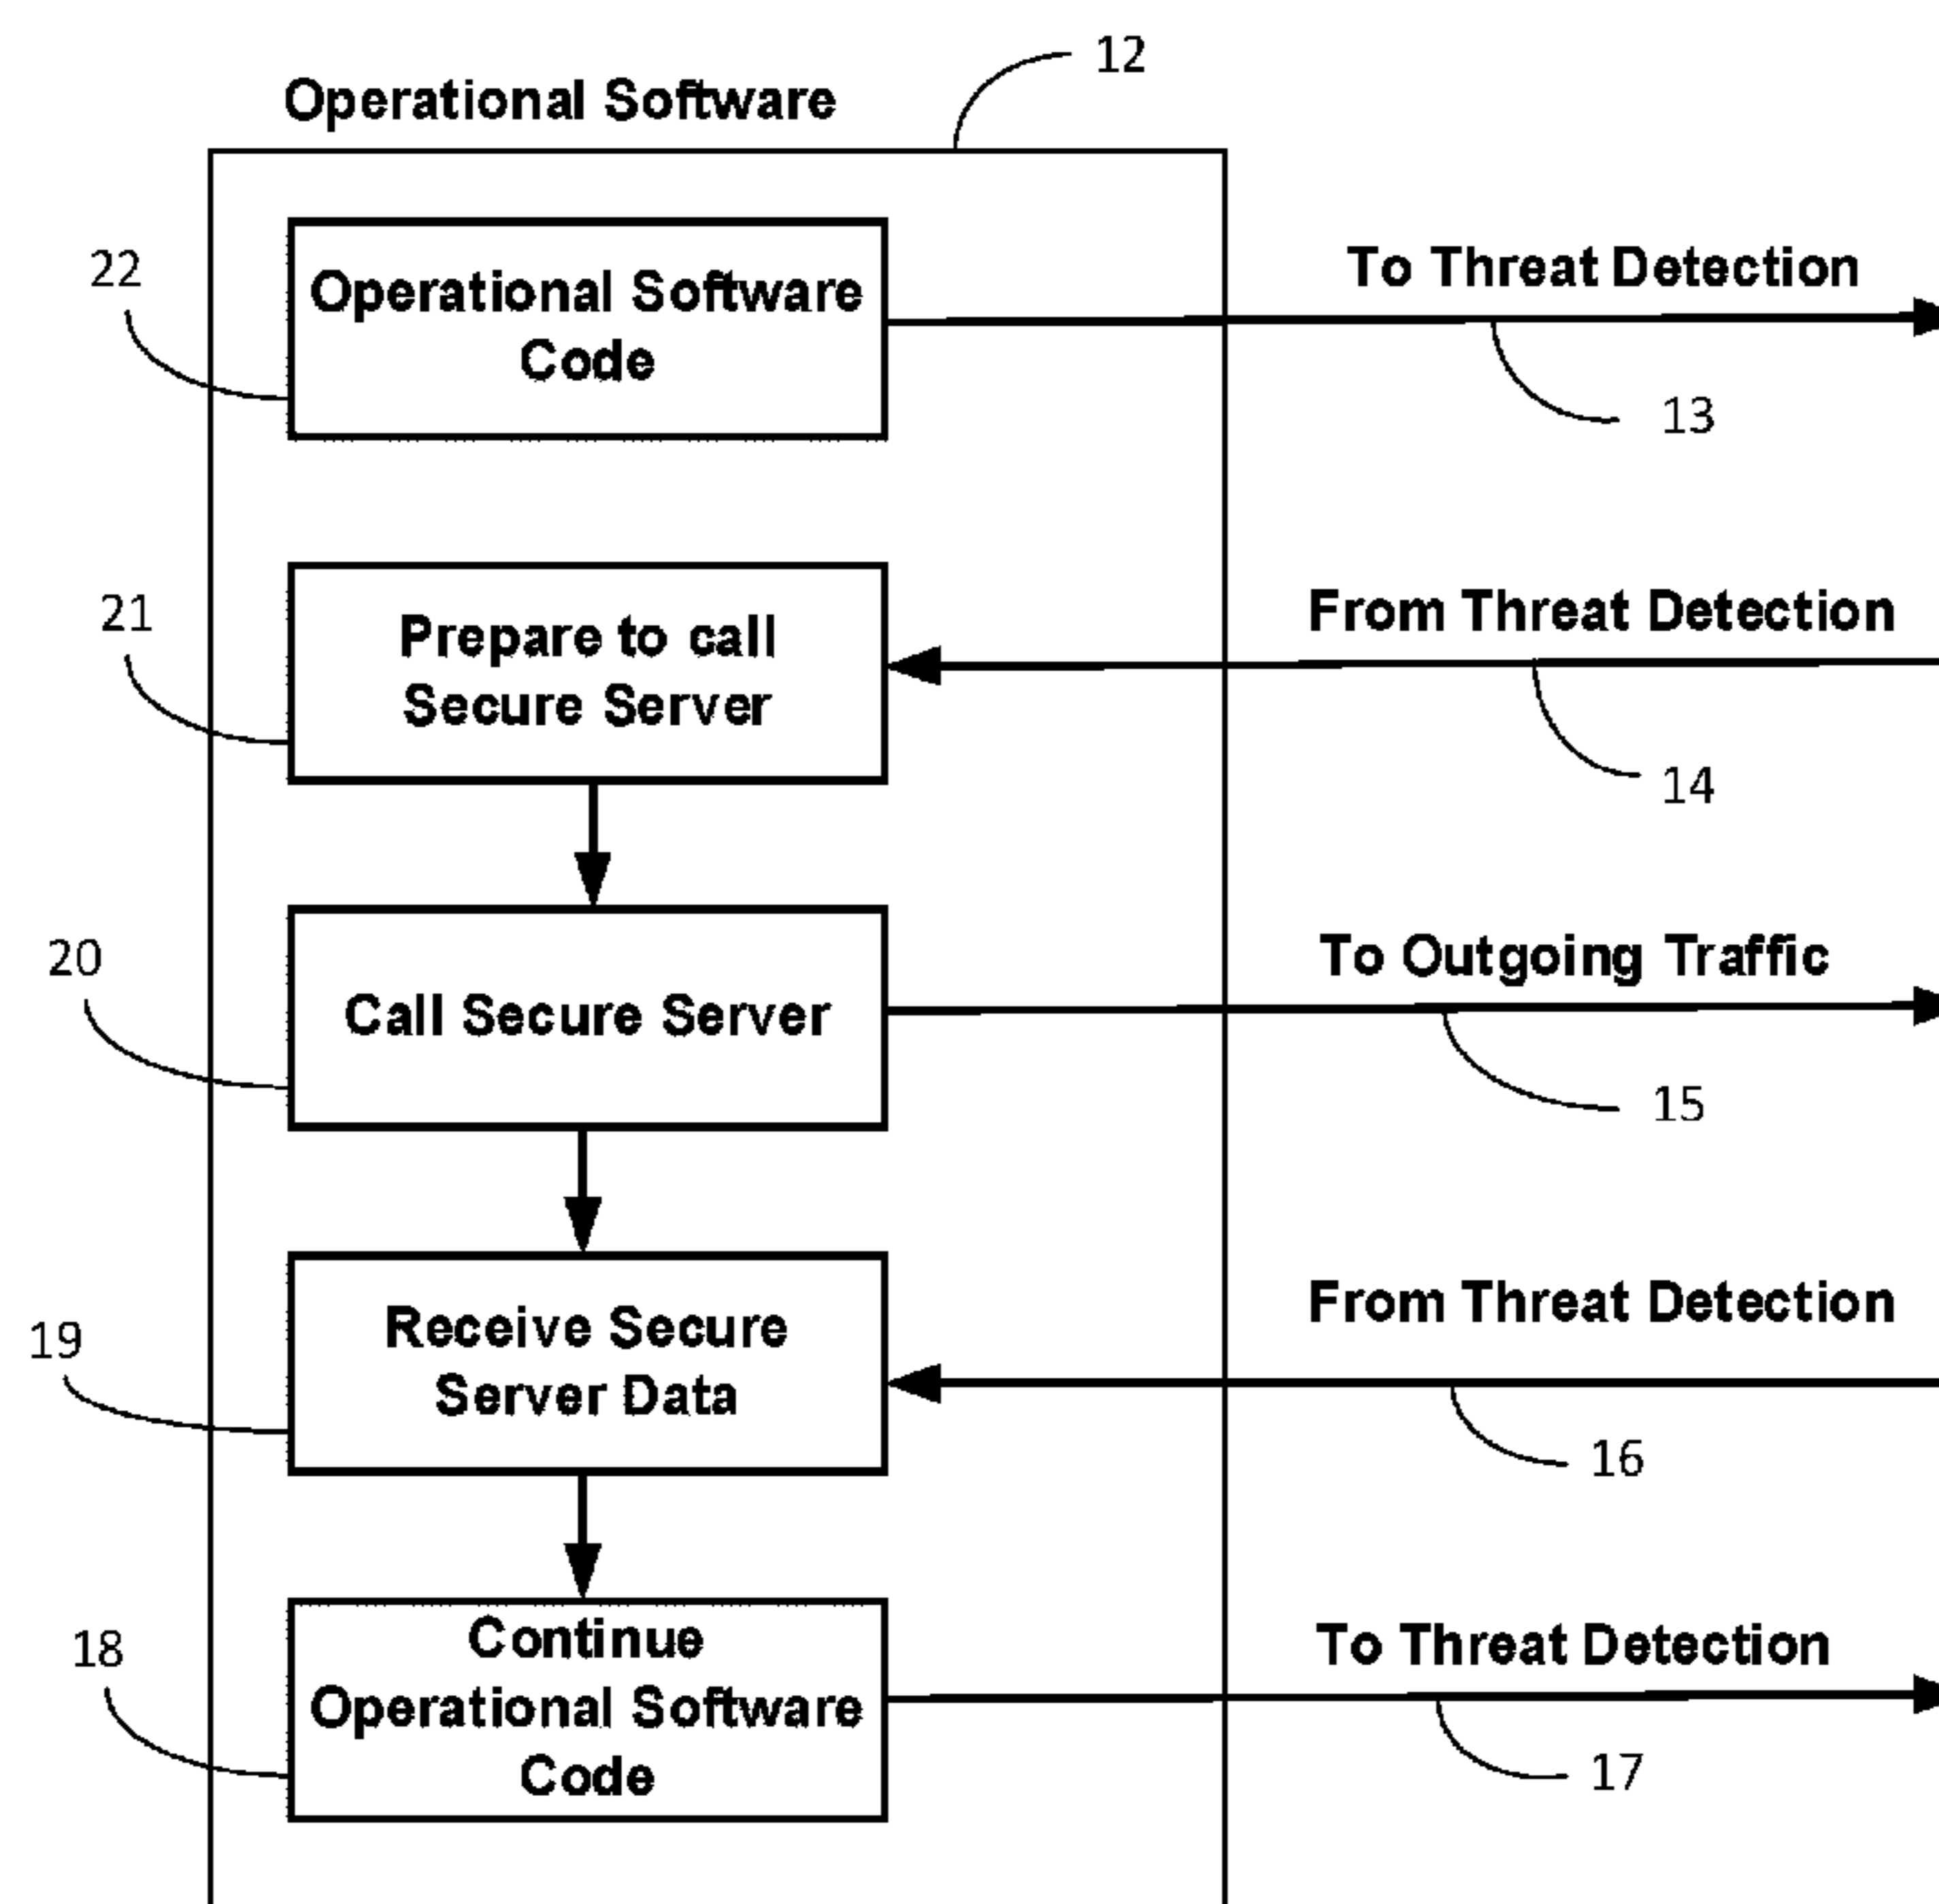 12
Operational Software
22
Operational Software
Code
To Threat Detection
13
21
Prepare to call
Secure Server
From Threat Detection
14
20
Call Secure Server
To Outgoing Traffic
15
19
Receive Secure
Server Data
From Threat Detection
16
18
Continue
Operational Software
Code
To Threat Detection
17